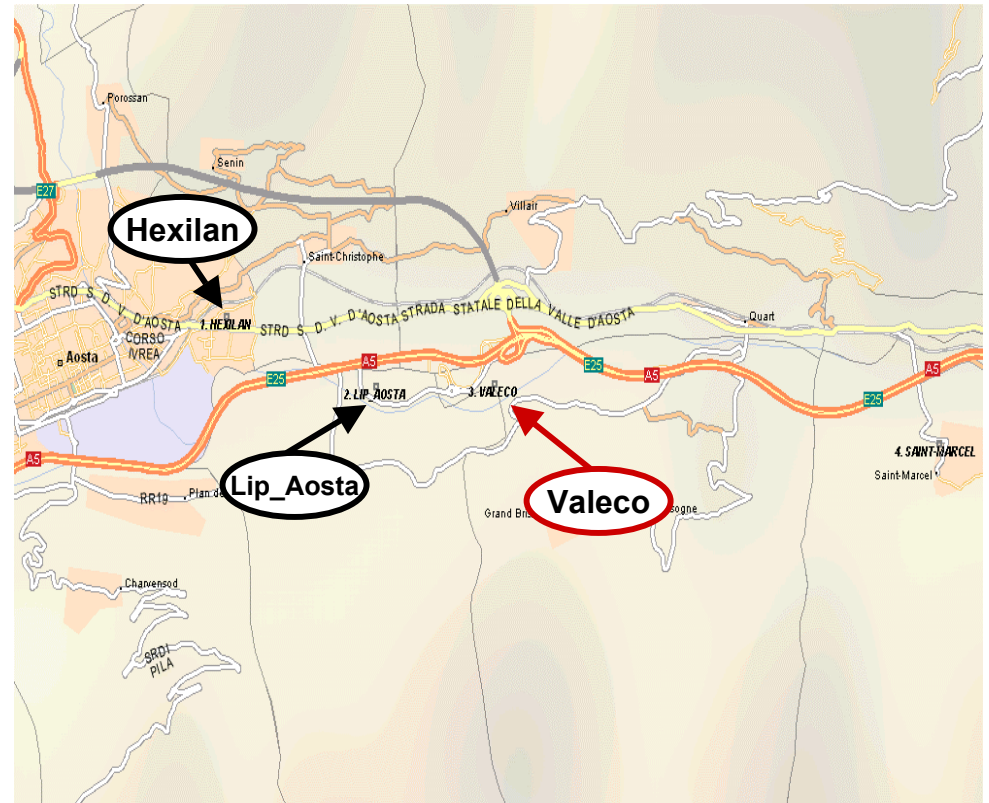 Porossan
Senin
E27
Villair
Hexilan
Saint-Christophe
STRD S. D. V. D'AOSTA
1. HEXILAN
STRD S. D. V. D'AOSTA
STRADA STATALE DELLA VALLE D'AOSTA
Quart
CORSO
IVREA
Aosta
A5
E25
E25
A5
A5
E25
2. LIP_AOSTA
3. VALECO
4. SAINT-MARCEL
A5
Lip_Aosta
Valeco
Saint-Marcel
RR19
Plan de
Grand Bris
sogne
Charvensod
SRDI
PILA